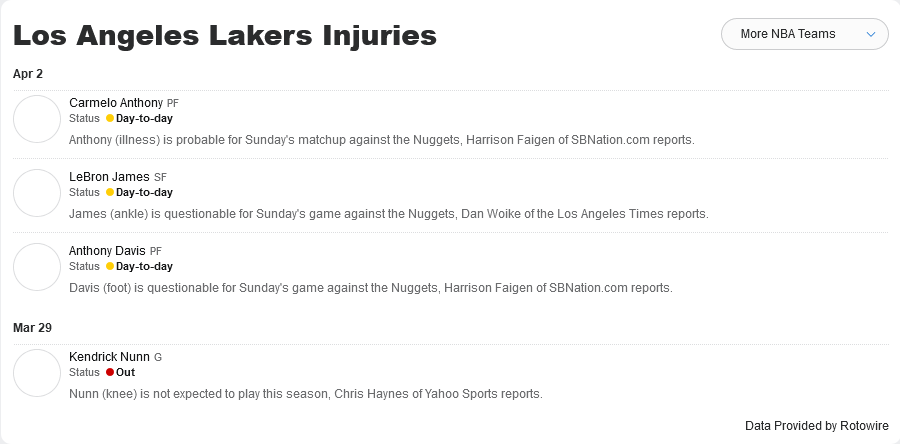 Los Angeles Lakers Injuries
More NBA Teams
Apr 2
Carmelo Anthony PF
Status Day-to-day
Anthony (illness) is probable for Sunday's matchup against the Nuggets, Harrison Faigen of SBNation.com reports.
LeBron James SF
Status Day-to-day
James (ankle) is questionable for Sunday's game against the Nuggets, Dan Woike of the Los Angeles Times reports.
Anthony Davis PF
Status Day-to-day
Davis (foot) is questionable for Sunday's game against the Nuggets, Harrison Faigen of SBNation.com reports.
Mar 29
Kendrick Nunn G
Status Out
Nunn (knee) is not expected to play this season, Chris Haynes of Yahoo Sports reports.
Data Provided by Rotowire